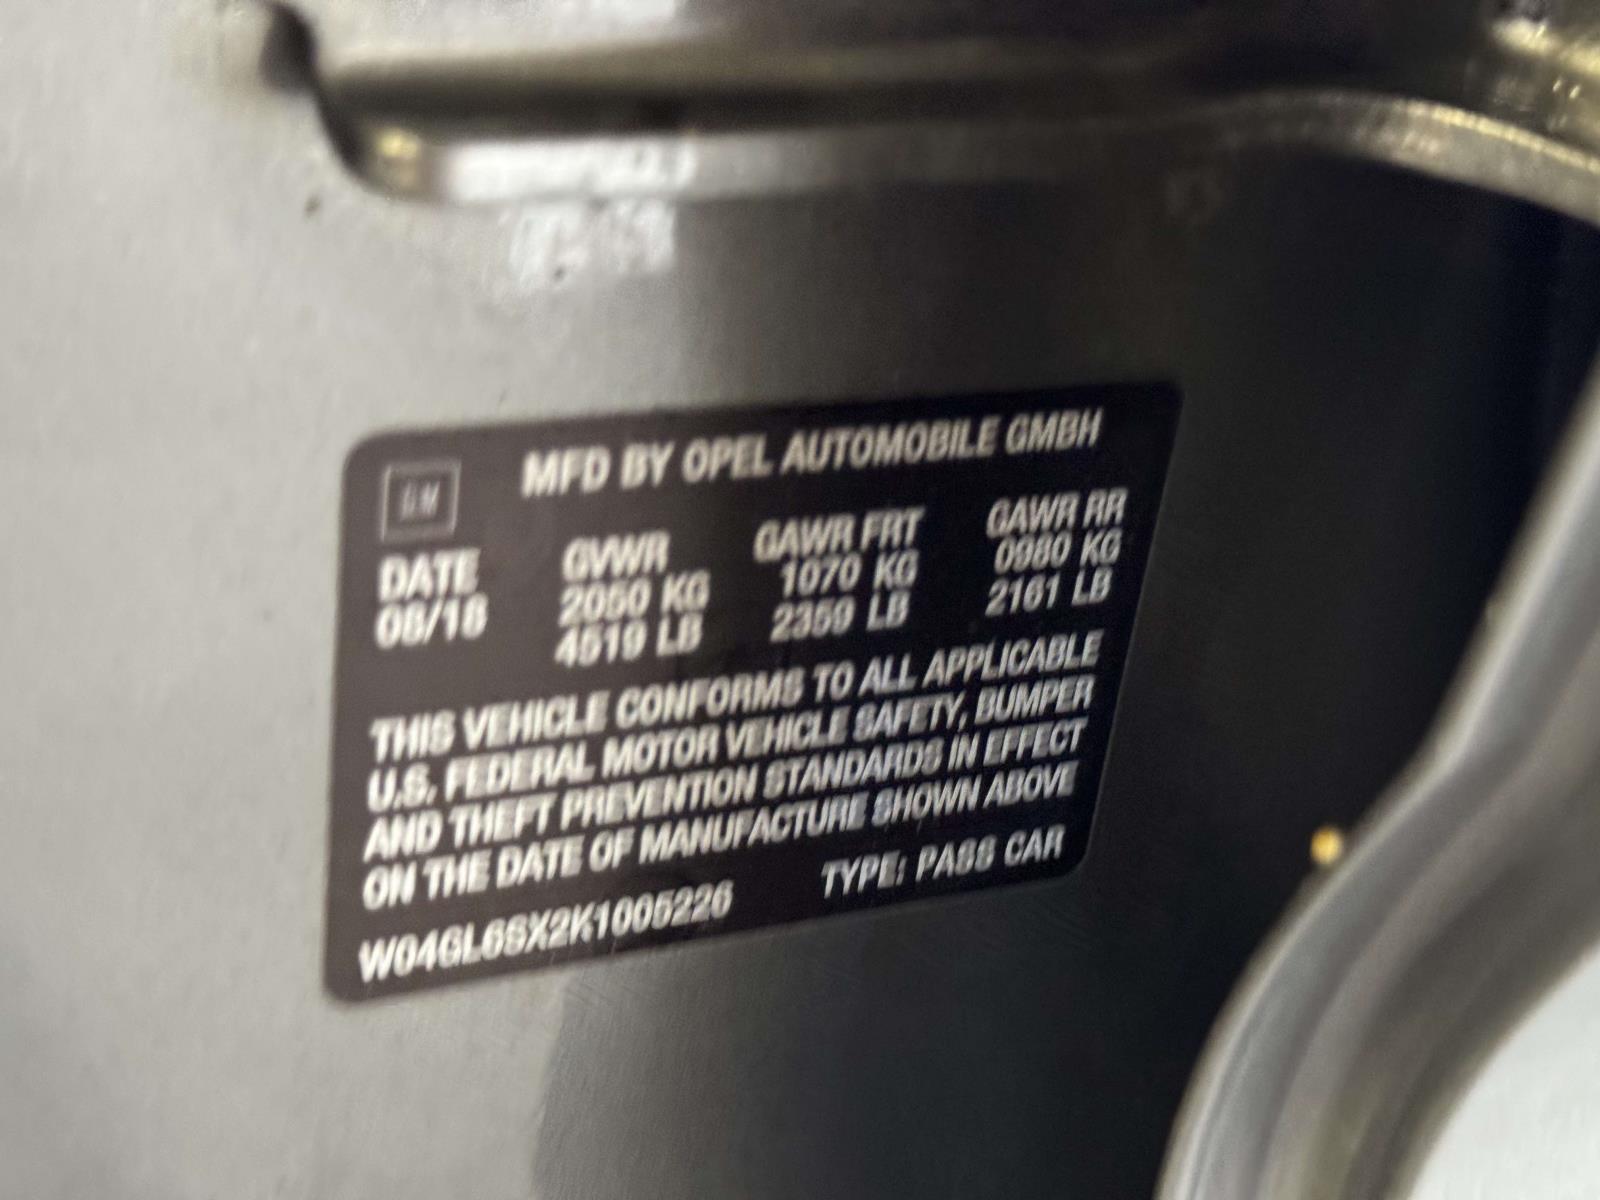 GM
MFD BY OPEL AUTOMOBILE GMBH
DATE GVWR GAWR FRT GAWR RR
08/18 2050 KG 1070 KG 0980 KG
4519 LB 2359 LB 2161 LB
THIS VEHICLE CONFORMS TO ALL APPLICABLE
U.S. FEDERAL MOTOR VEHICLE SAFETY, BUMPER
AND THEFT PREVENTION STANDARDS IN EFFECT
ON THE DATE OF MANUFACTURE SHOWN ABOVE
W04GL6SX2K1005226 TYPE: PASS CAR